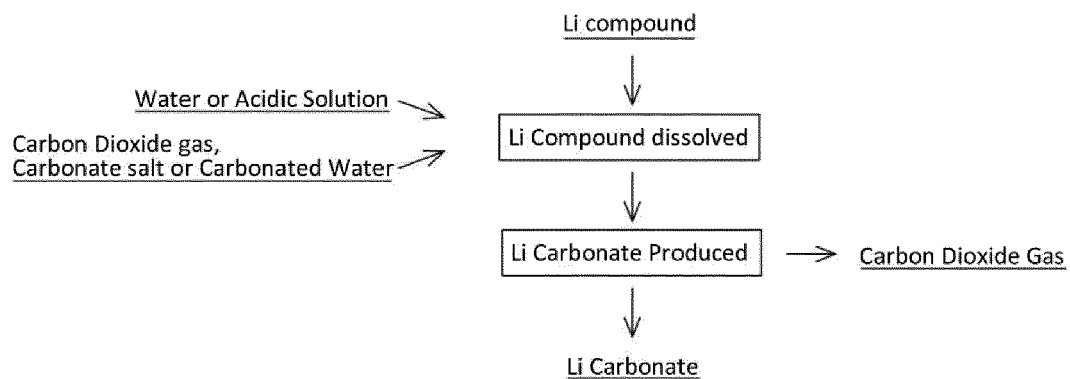 Li compound
Water or Acidic Solution
Carbon Dioxide gas,
Carbonate salt or Carbonated Water
Li Compound dissolved
Li Carbonate Produced
Carbon Dioxide Gas
Li Carbonate